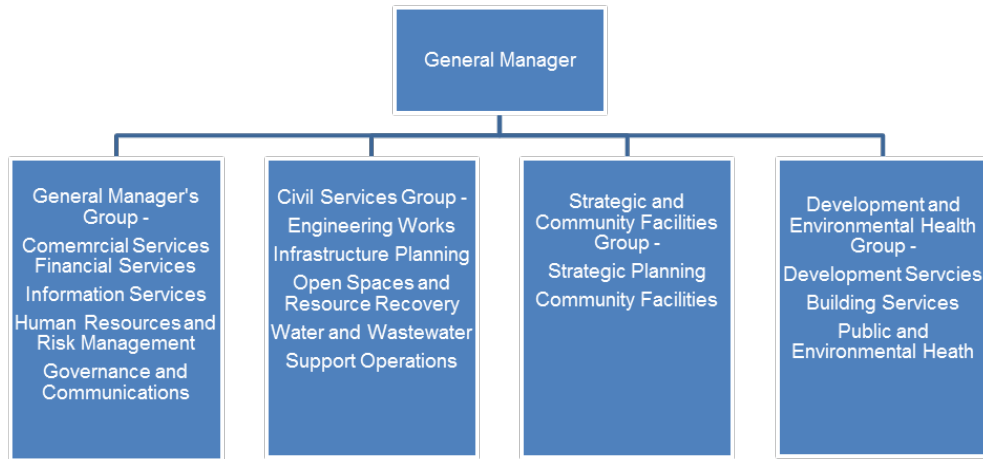 General Manager
General Manager's
Group -
Comemrcial Services
Financial Services
Information Services
Human Resources and
Risk Management
Governance and
Communications
Civil Services Group -
Engineering Works
Infrastructure Planning
Open Spaces and
Resource Recovery
Water and Wastewater
Support Operations
Strategic and
Community Facilities
Group -
Strategic Planning
Community Facilities
Development and
Environmental Health
Group -
Development Servcies
Building Services
Public and
Environmental Heath